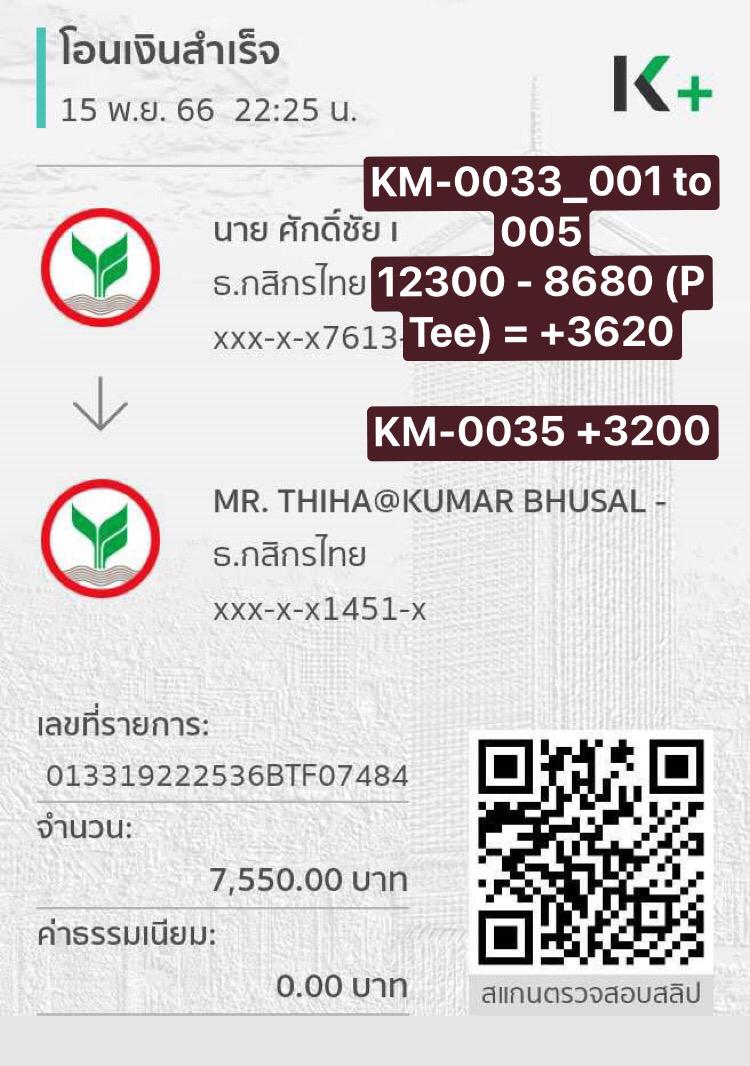 โอนเงินสำเร็จ
15 พ.ย. 66 22:25 น.
K+
KM-0033_001 to
005
12300 - 8680 (P
Tee) = +3620
นาย ศักดิ์ชัย เ
ธ.กสิกรไทย
xxx-x-x7613-
KM-0035 +3200
MR. THIHA@KUMAR BHUSAL -
ธ.กสิกรไทย
xxx-x-x1451-x
เลขที่รายการ:
013319222536BTF07484
จำนวน:
7,550.00 บาท
ค่าธรรมเนียม:
0.00 บาท
สแกนตรวจสอบสลิป